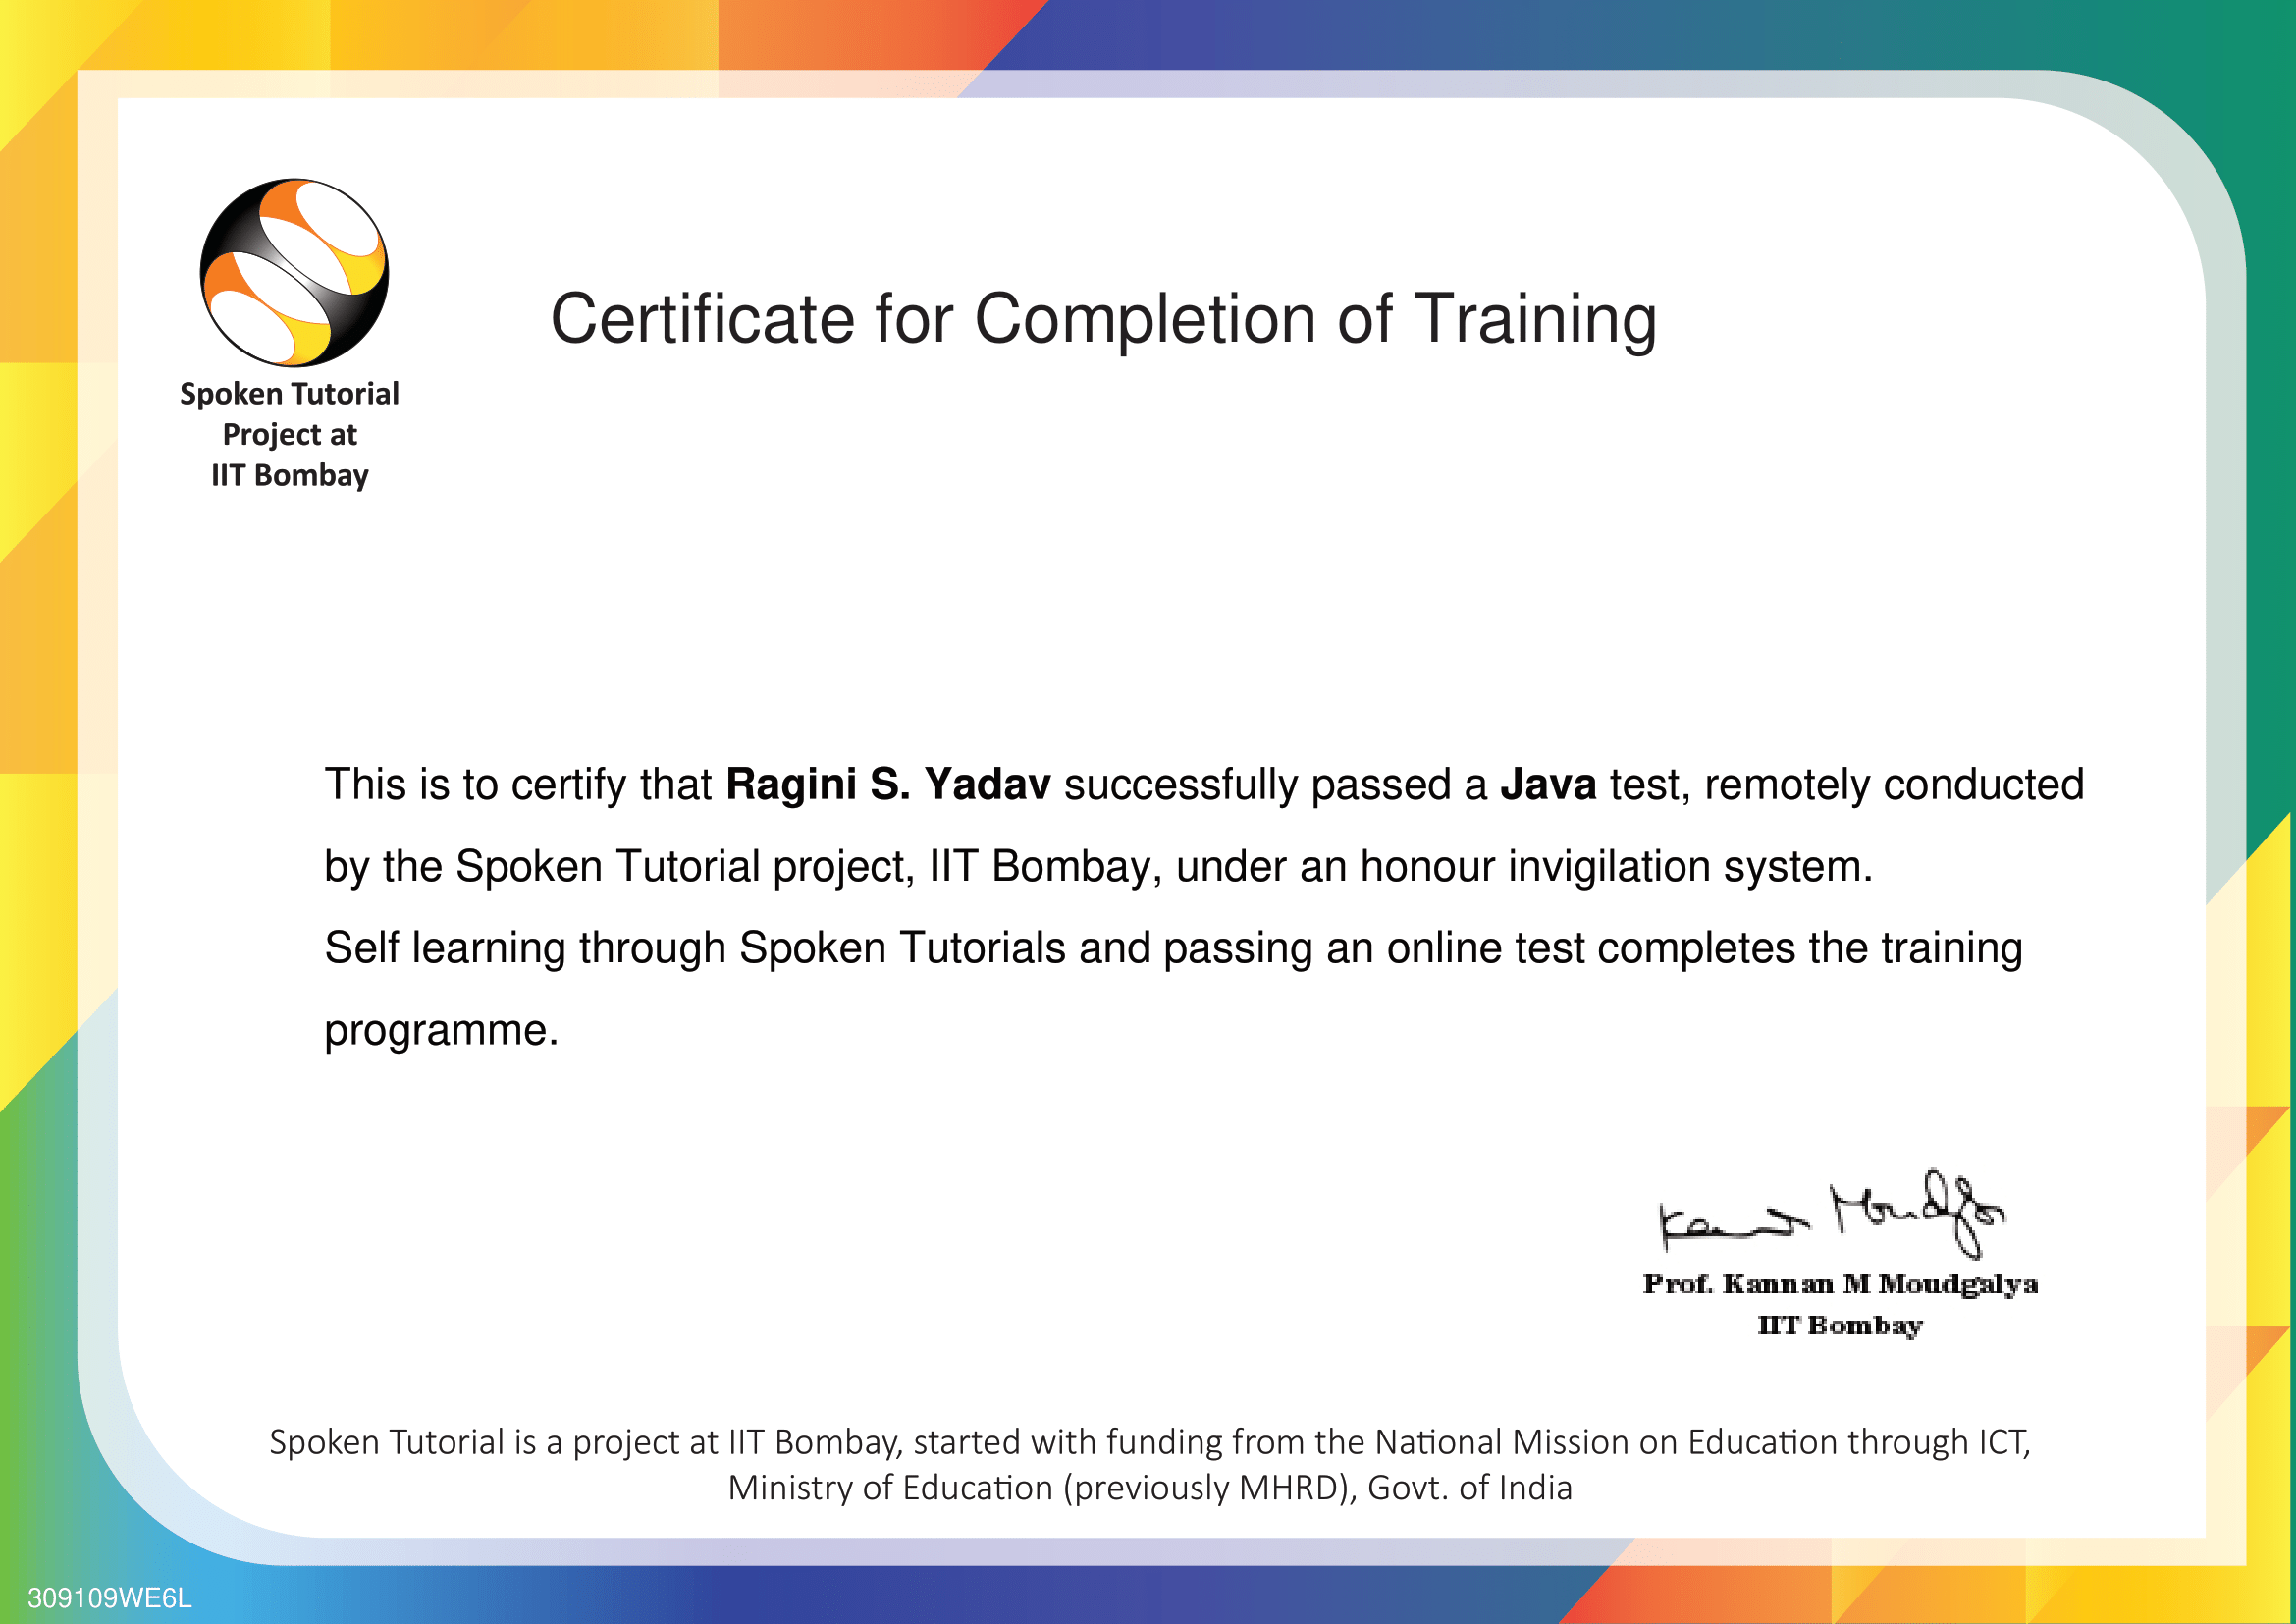 Spoken Tutorial
Project at
IIT Bombay
Certificate for Completion of Training
This is to certify that Ragini S. Yadav successfully passed a Java test, remotely conducted
by the Spoken Tutorial project, IIT Bombay, under an honour invigilation system.
Self learning through Spoken Tutorials and passing an online test completes the training
programme.
Kannan Moudgalya
Prof. Kannan M Moudgalya
IIT Bombay
Spoken Tutorial is a project at IIT Bombay, started with funding from the National Mission on Education through ICT,
Ministry of Education (previously MHRD), Govt. of India
309109WE6L